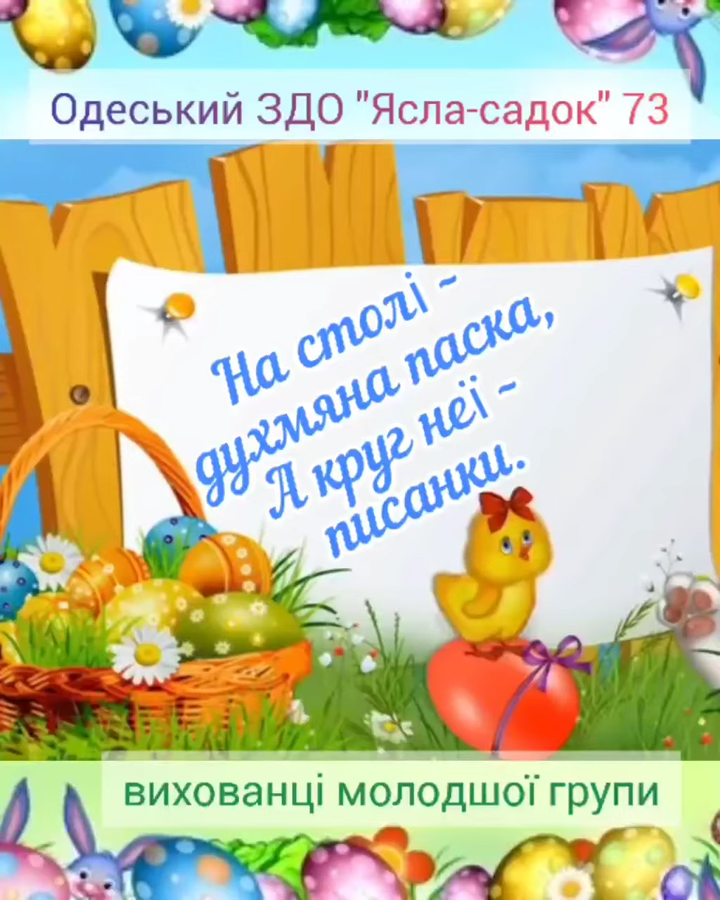 Одеський ЗДО "Ясла-садок" 73
На столі -
духмяна паска,
А круг неї -
писанки.
вихованці молодшої групи